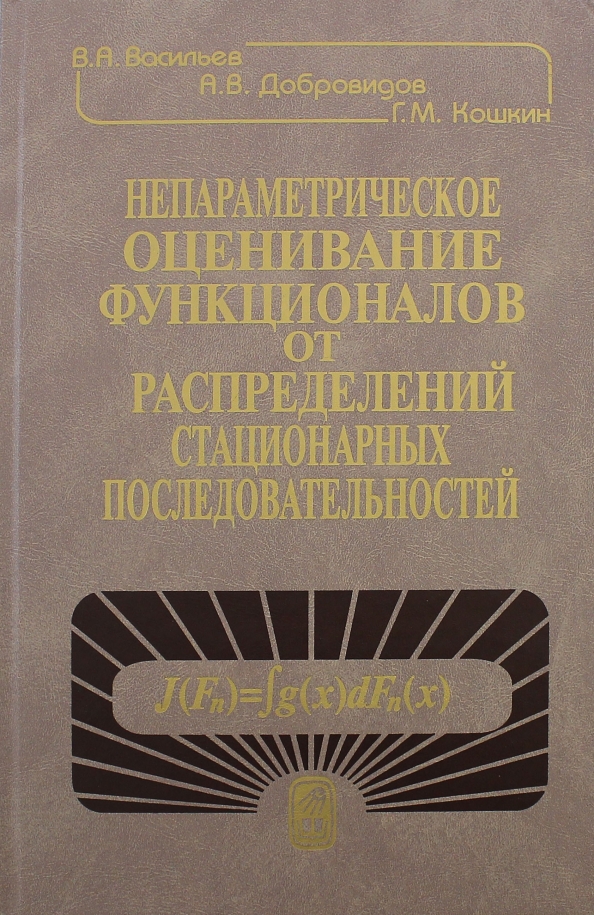 В.А. Васильев
А.В. Добровидов
Г.М. Кошкин
НЕПАРАМЕТРИЧЕСКОЕ
ОЦЕНИВАНИЕ
ФУНКЦИОНАЛОВ
ОТ
РАСПРЕДЕЛЕНИЙ
СТАЦИОНАРНЫХ
ПОСЛЕДОВАТЕЛЬНОСТЕЙ
J(Fₙ)=∫g(x)dFₙ(x)